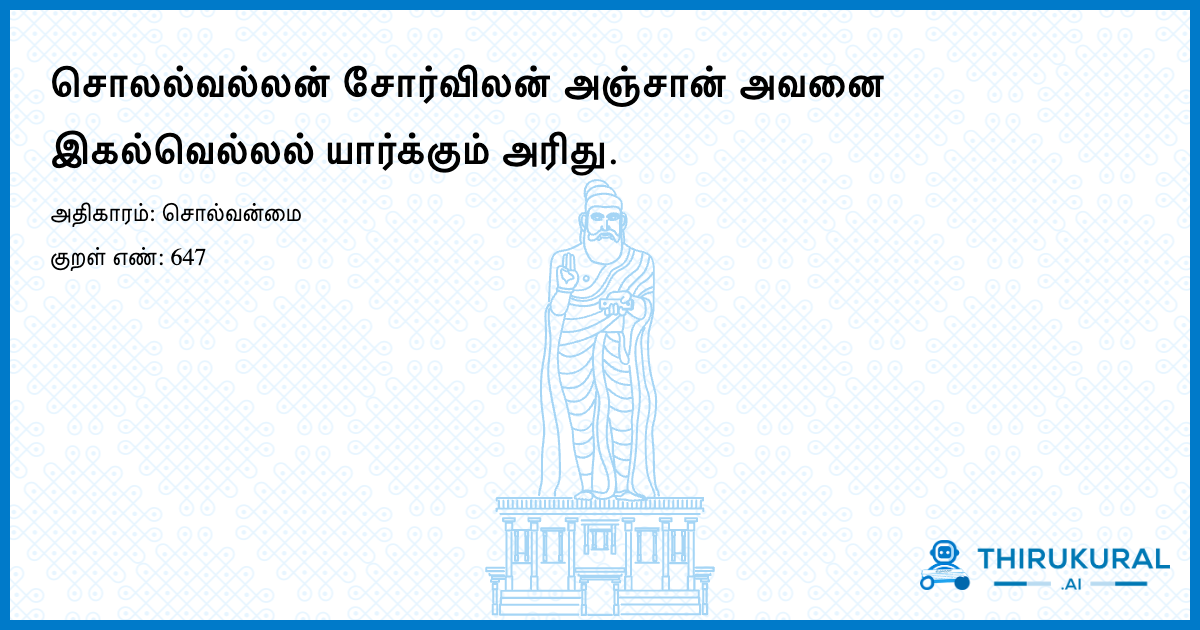 சொலல்வல்லன் சோர்விலன் அஞ்சான் அவனை
இகல்வெல்லல் யார்க்கும் அரிது.
அதிகாரம்: சொல்வன்மை
குறள் எண்: 647
THIRUKURAL
.AI